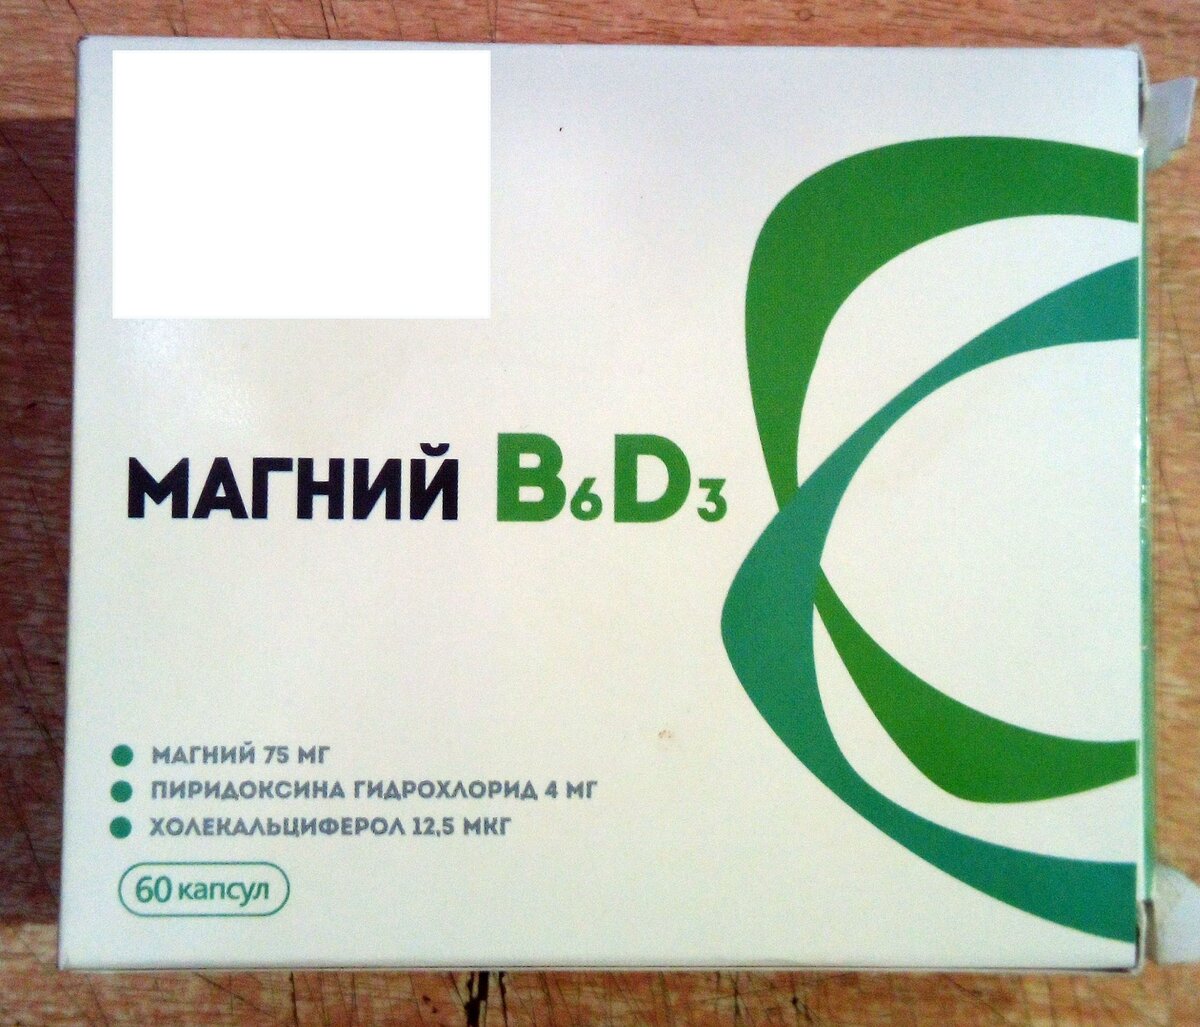 МАГНИЙ B6D3
МАГНИЙ 75 МГ
ПИРИДОКСИНА ГИДРОХЛОРИД 4 МГ
ХОЛЕКАЛЬЦИФЕРОЛ 12,5 МКГ
60 капсул